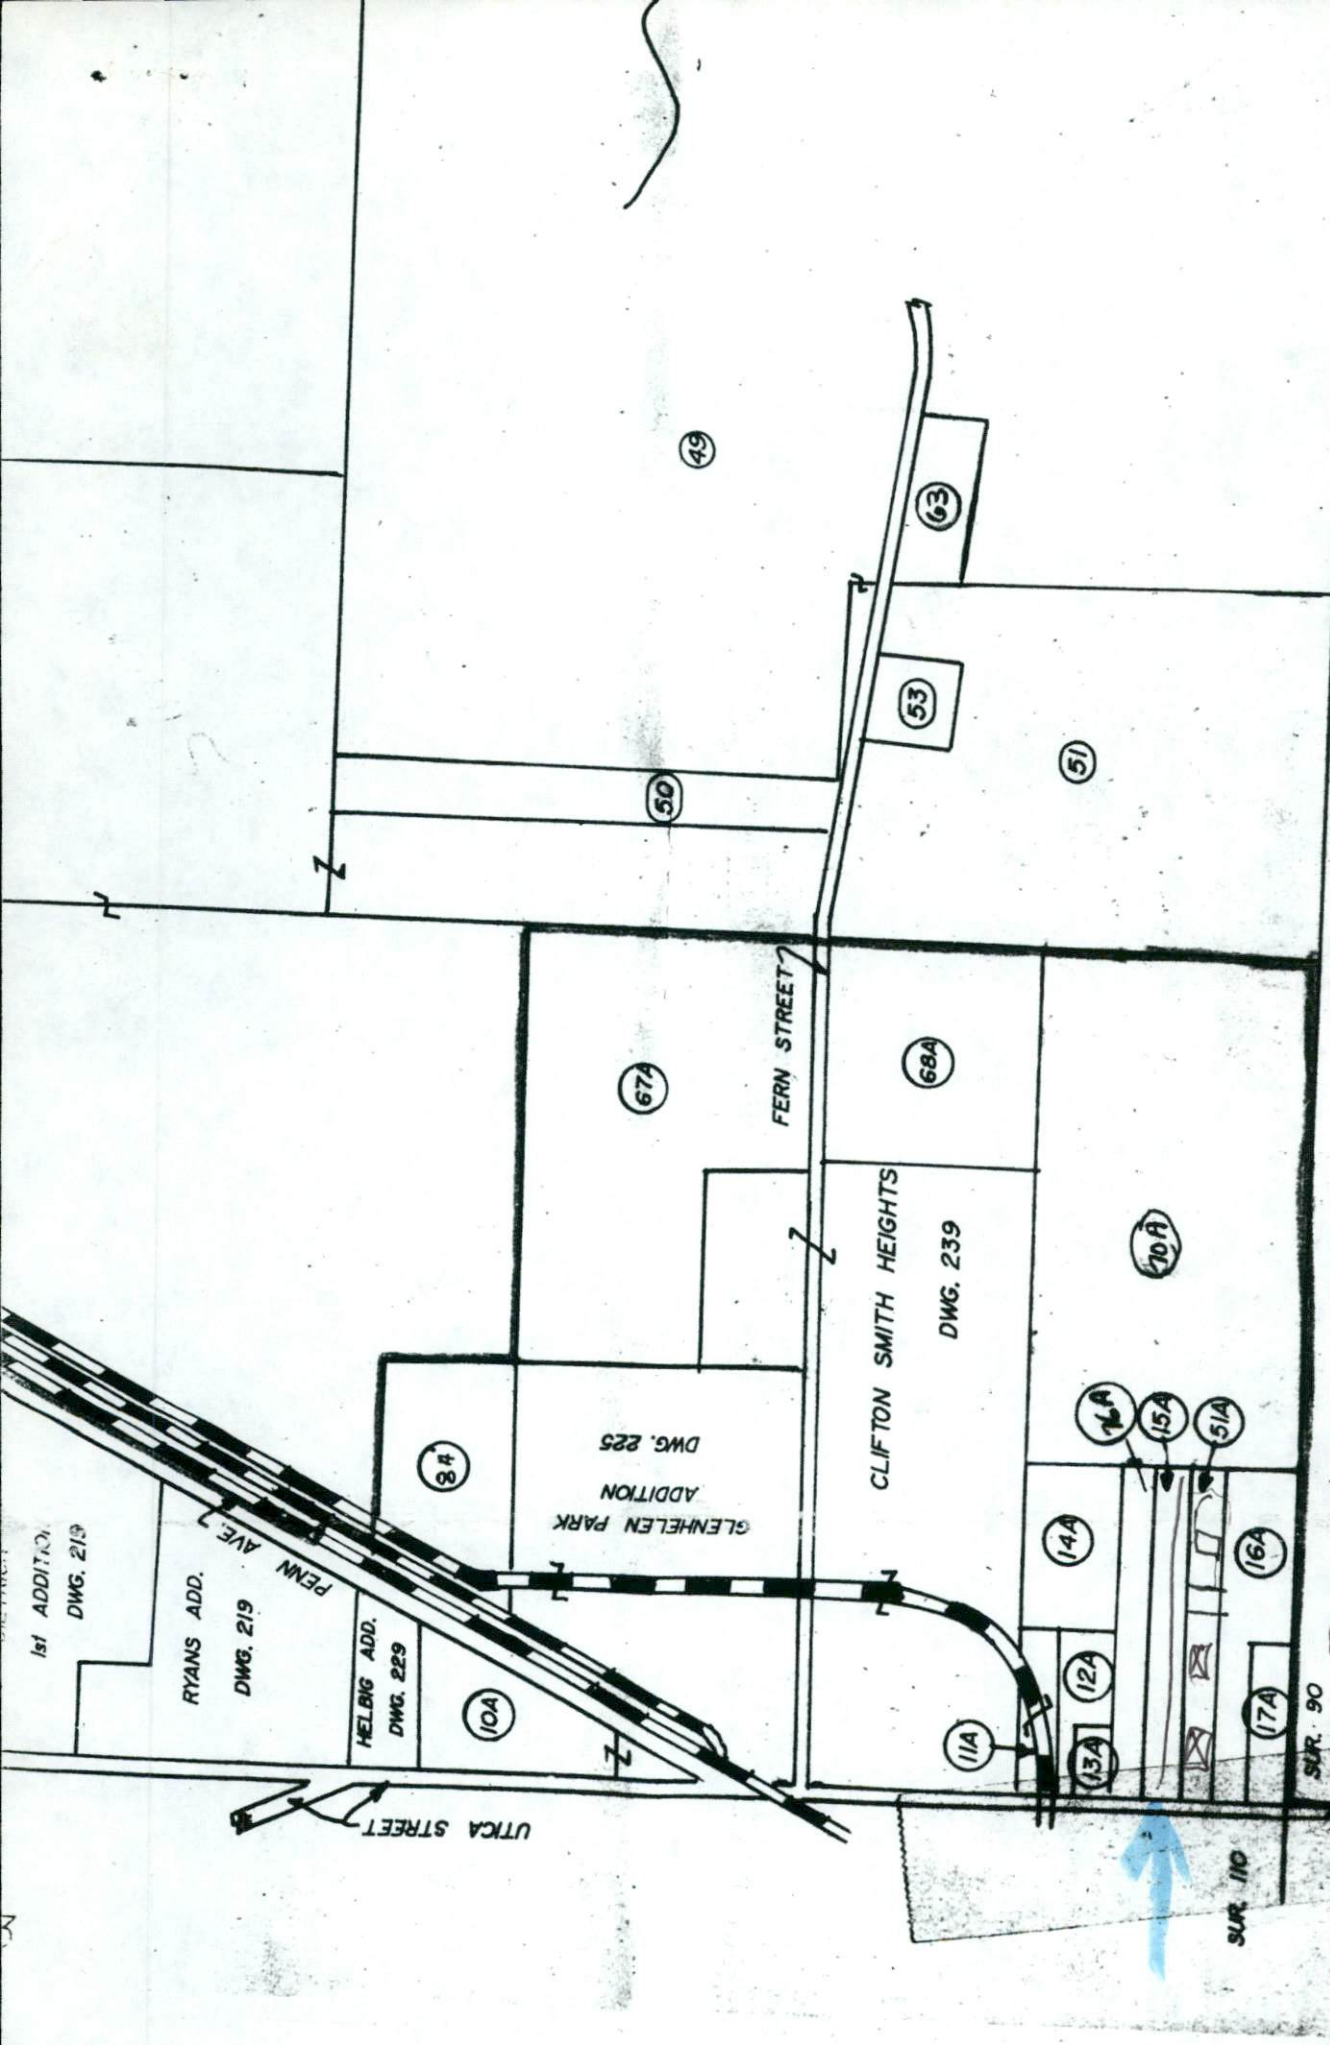 1st ADDITION
DWG. 219
RYANS ADD.
DWG. 219
PENN AVE.
HELBIG ADD.
DWG. 229
10A
UTICA STREET
8A
GLENHELEN PARK
ADDITION
DWG. 225
67A
FERN STREET
68A
CLIFTON SMITH HEIGHTS
DWG. 239
49
50
63
53
51
70A
76A
15A
51A
14A
12A
13A
11A
16A
17A
SUR. 90
SUR. 110